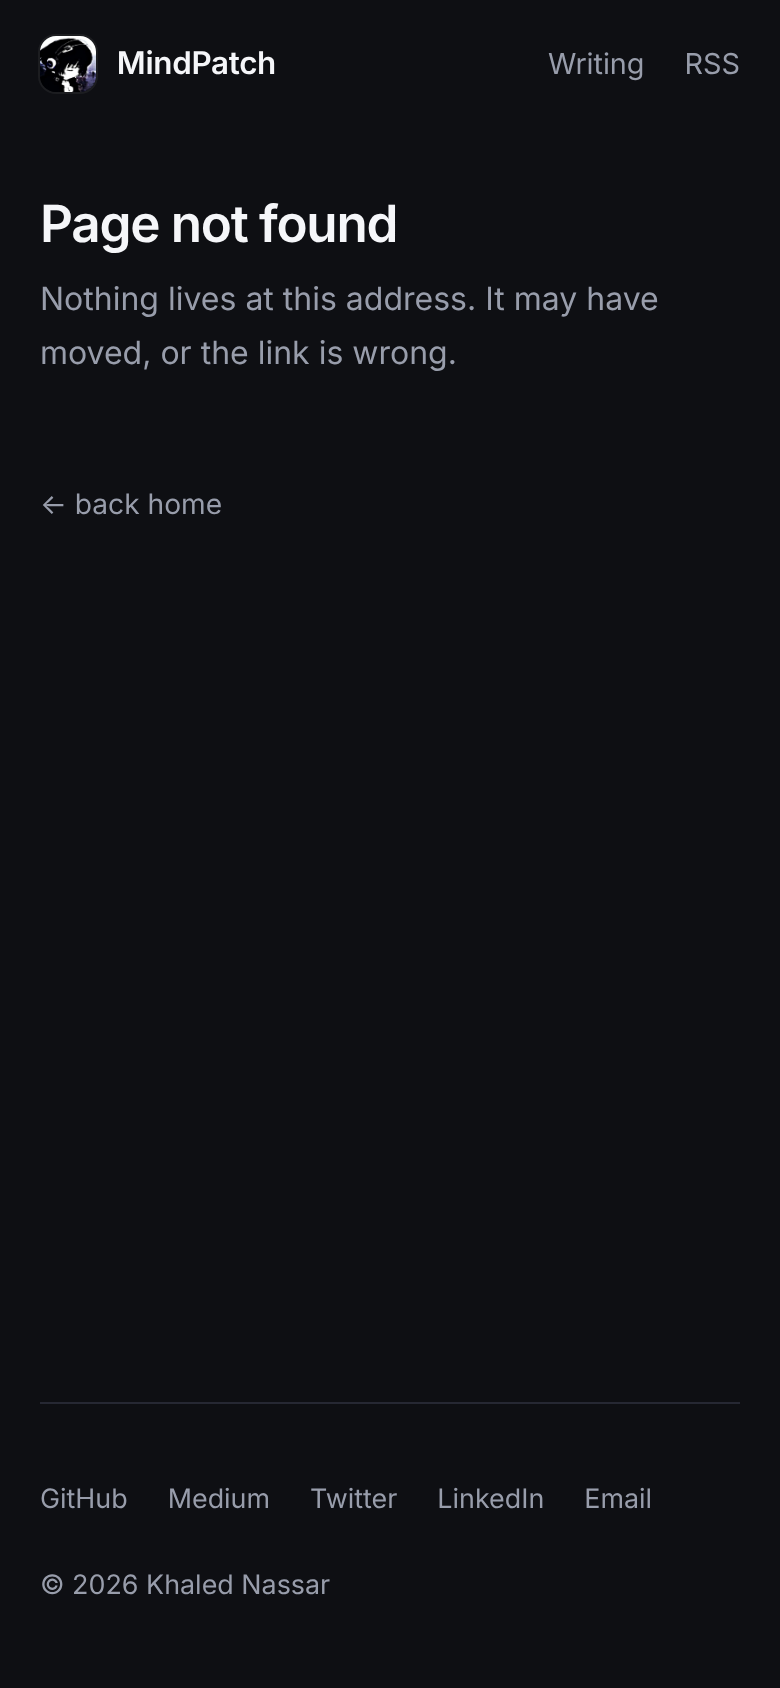 MindPatch
Writing RSS
Page not found
Nothing lives at this address. It may have
moved, or the link is wrong.
← back home
GitHub Medium Twitter LinkedIn Email
© 2026 Khaled Nassar